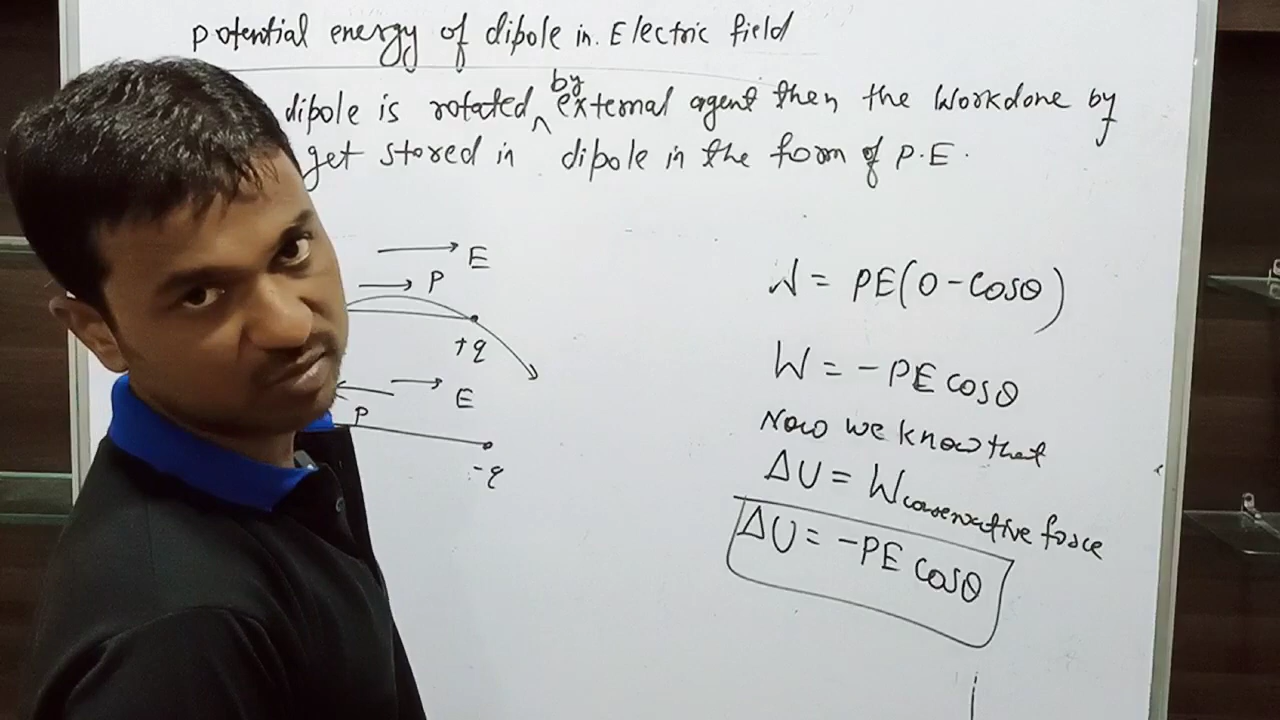 potential energy of dipole in. Electric field
dipole is rotated by external agent then the workdone by
get stored in dipole in the form of P.E.
E
P
+q
E
P
-q
W = PE(0 - cosθ)
W = - PE cosθ
Now we know that
ΔU = W conservative force
ΔU = - PE cosθ